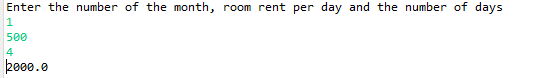 Enter the number of the month, room rent per day and the number of days
1
500
4
2000.0